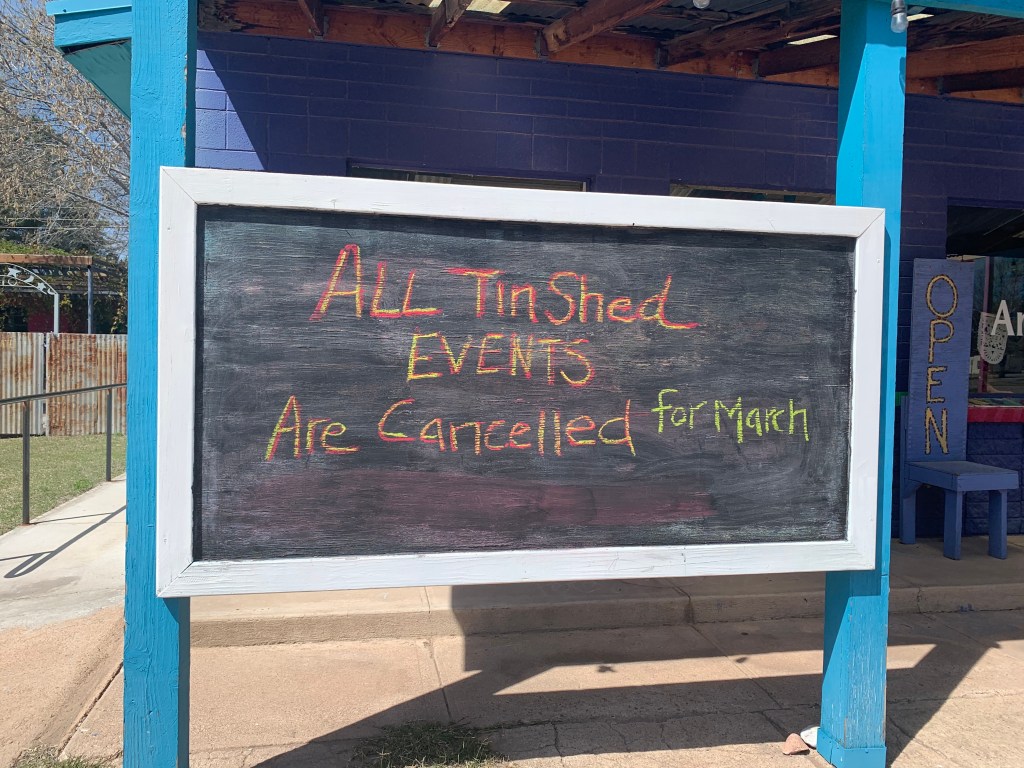 ALL TinShed
EVENTS
Are Cancelled for March
OPEN